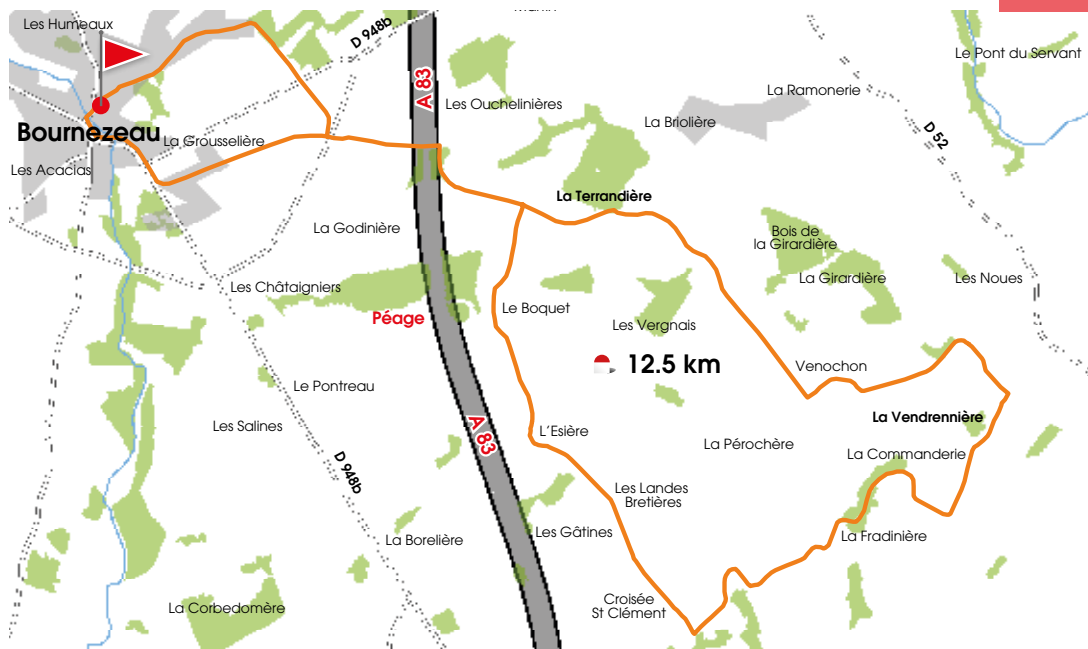 Les Humeaux
D 948b
A 83
Le Pont du Servant
Les Ouchelinières
La Ramonerie
La Briolière
D 52
Bournezeau
La Grousselière
Les Acacias
La Terrandière
La Godinière
Bois de
la Girardière
La Girardière
Les Noues
Les Châtaigniers
Le Boquet
Péage
Les Vergnais
12.5 km
Venochon
Le Pontreau
La Vendrennière
Les Salines
L'Esière
A 83
La Pérochère
La Commanderie
D 948b
Les Landes
Bretières
Les Gâtines
La Borelière
La Fradinière
La Corbedomère
Croisée
St Clément